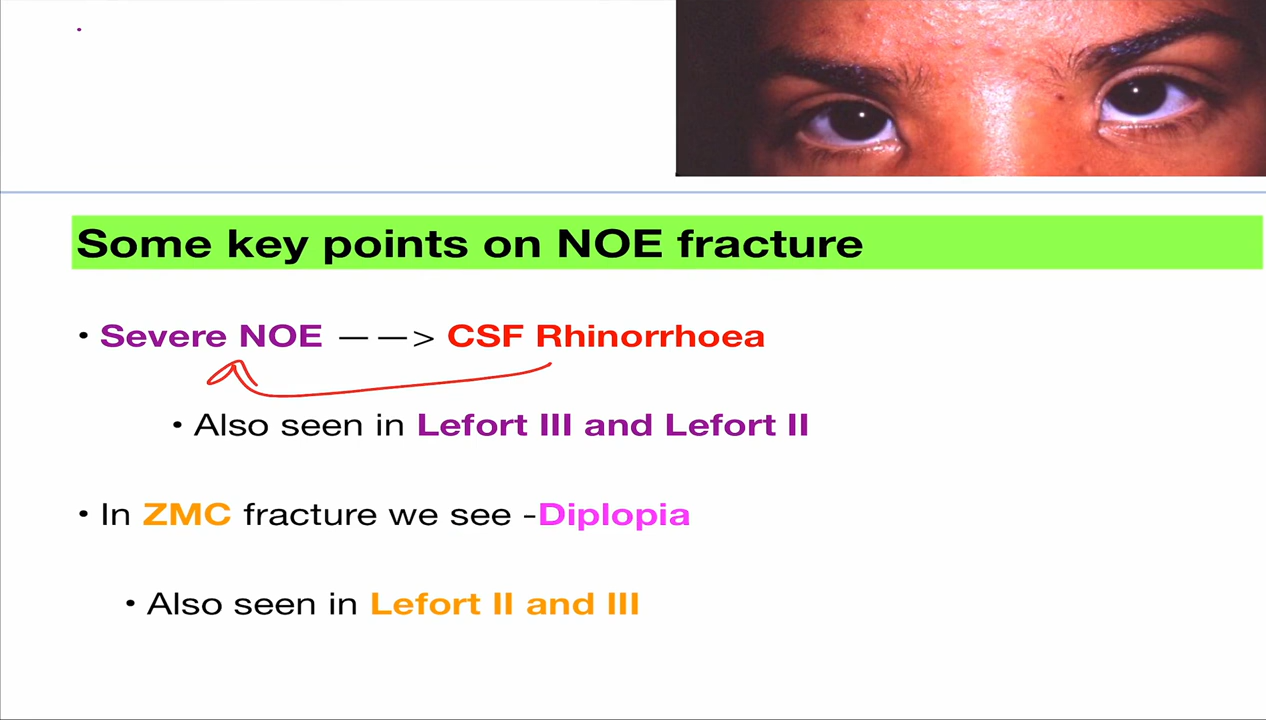 Some key points on NOE fracture
• Severe NOE — —> CSF Rhinorrhoea
• Also seen in Lefort III and Lefort II
• In ZMC fracture we see -Diplopia
• Also seen in Lefort II and III